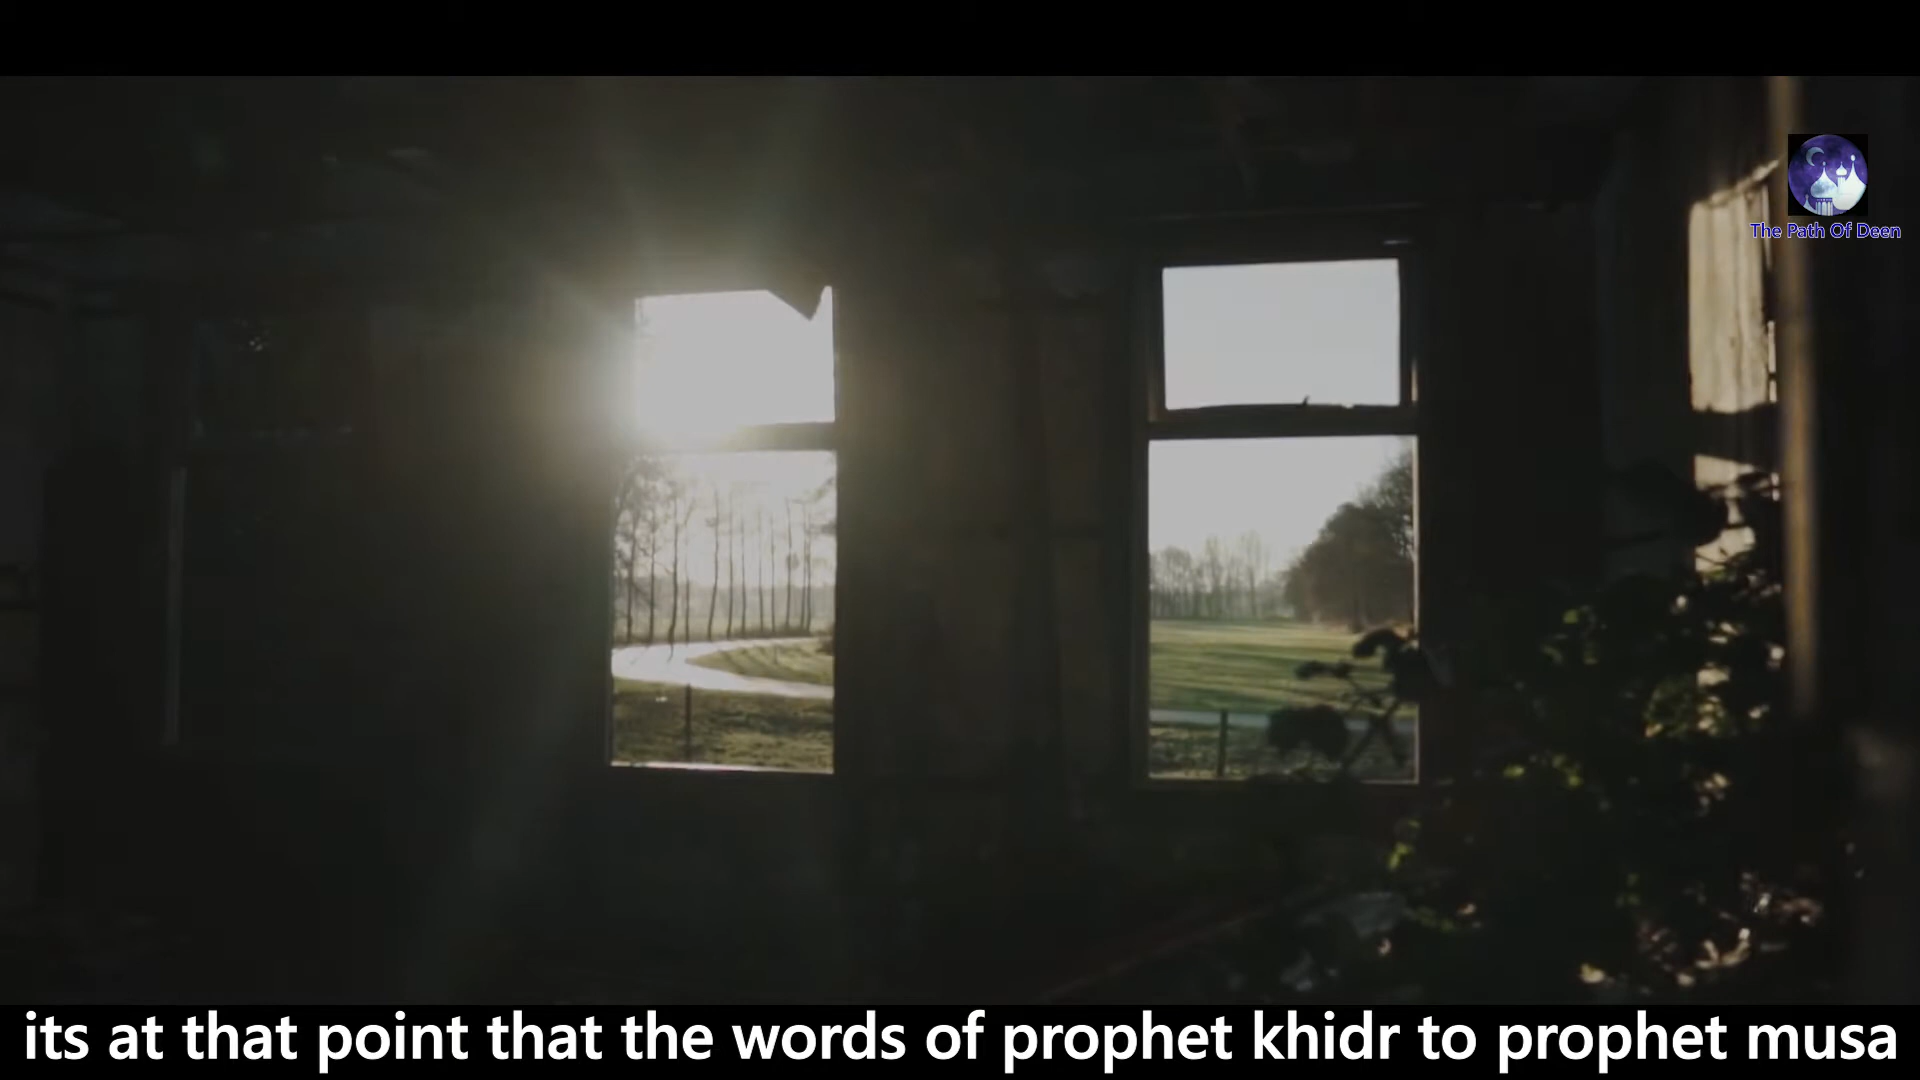 The Path Of Deen
its at that point that the words of prophet khidr to prophet musa